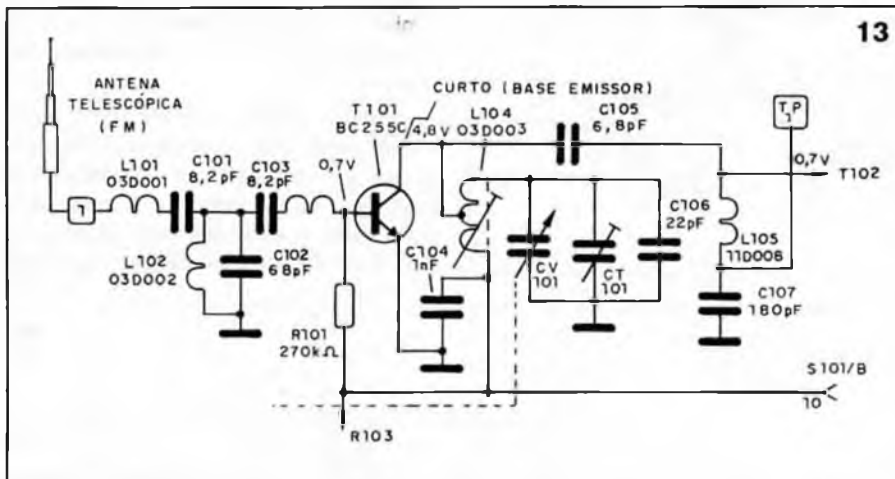 13
ANTENA
TELESCÓPICA
(FM)
L101
03D001
C101
8,2pF
C103
8,2pF
L102
03D002
C102
68pF
0,7V
T101
BC255C
4,8V
CURTO (BASE EMISSOR)
L104
03D003
C105
6,8pF
0,7V
T102
R101
270kΩ
C104
1nF
CV
101
CT
101
C106
22pF
L105
11D008
C107
180pF
S101/B
10
R103